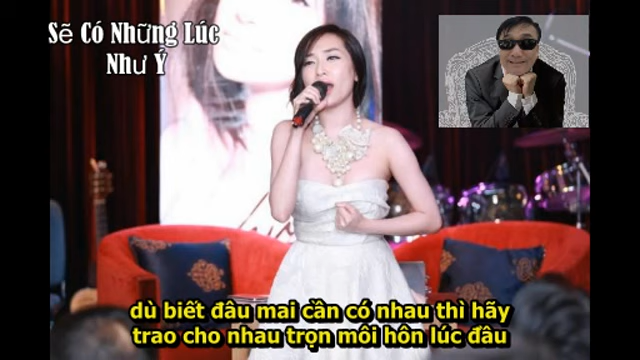 Sẽ Có Những Lúc
Như Ý
dù biết đâu mai cần có nhau thì hãy
trao cho nhau trọn môi hôn lúc đầu